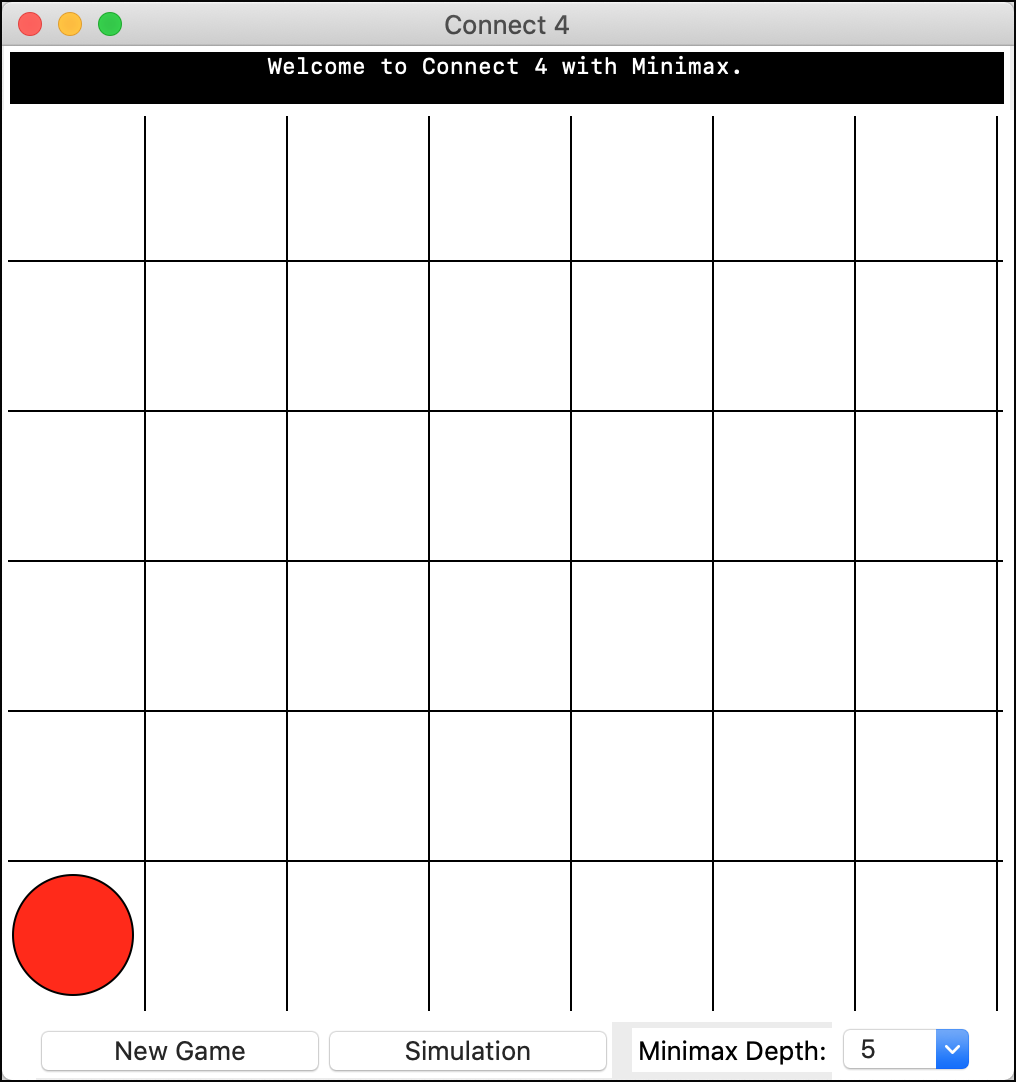 Connect 4
Welcome to Connect 4 with Minimax.
New Game
Simulation
Minimax Depth:
5